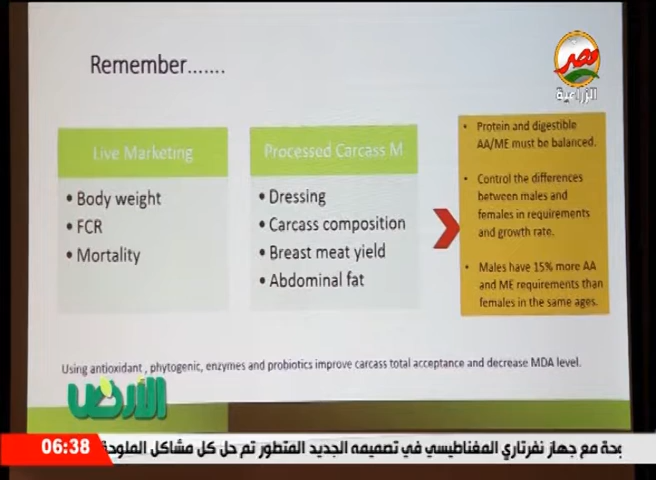 Remember.......
مصر
الزراعية
Live Marketing
• Body weight
• FCR
• Mortality
Processed Carcass M
• Dressing
• Carcass composition
• Breast meat yield
• Abdominal fat
• Protein and digestible
AA/ME must be balanced.
• Control the differences
between males and
females in requirements
and growth rate.
• Males have 15% more AA
and ME requirements than
females in the same ages.
Using antioxidant , phytogenic, enzymes and probiotics improve carcass total acceptance and decrease MDA level.
الأرض
06:38
مع جهاز نفرتاري المغناطيسي في تصميمه الجديد المتطور تم حل كل مشاكل الملوحة